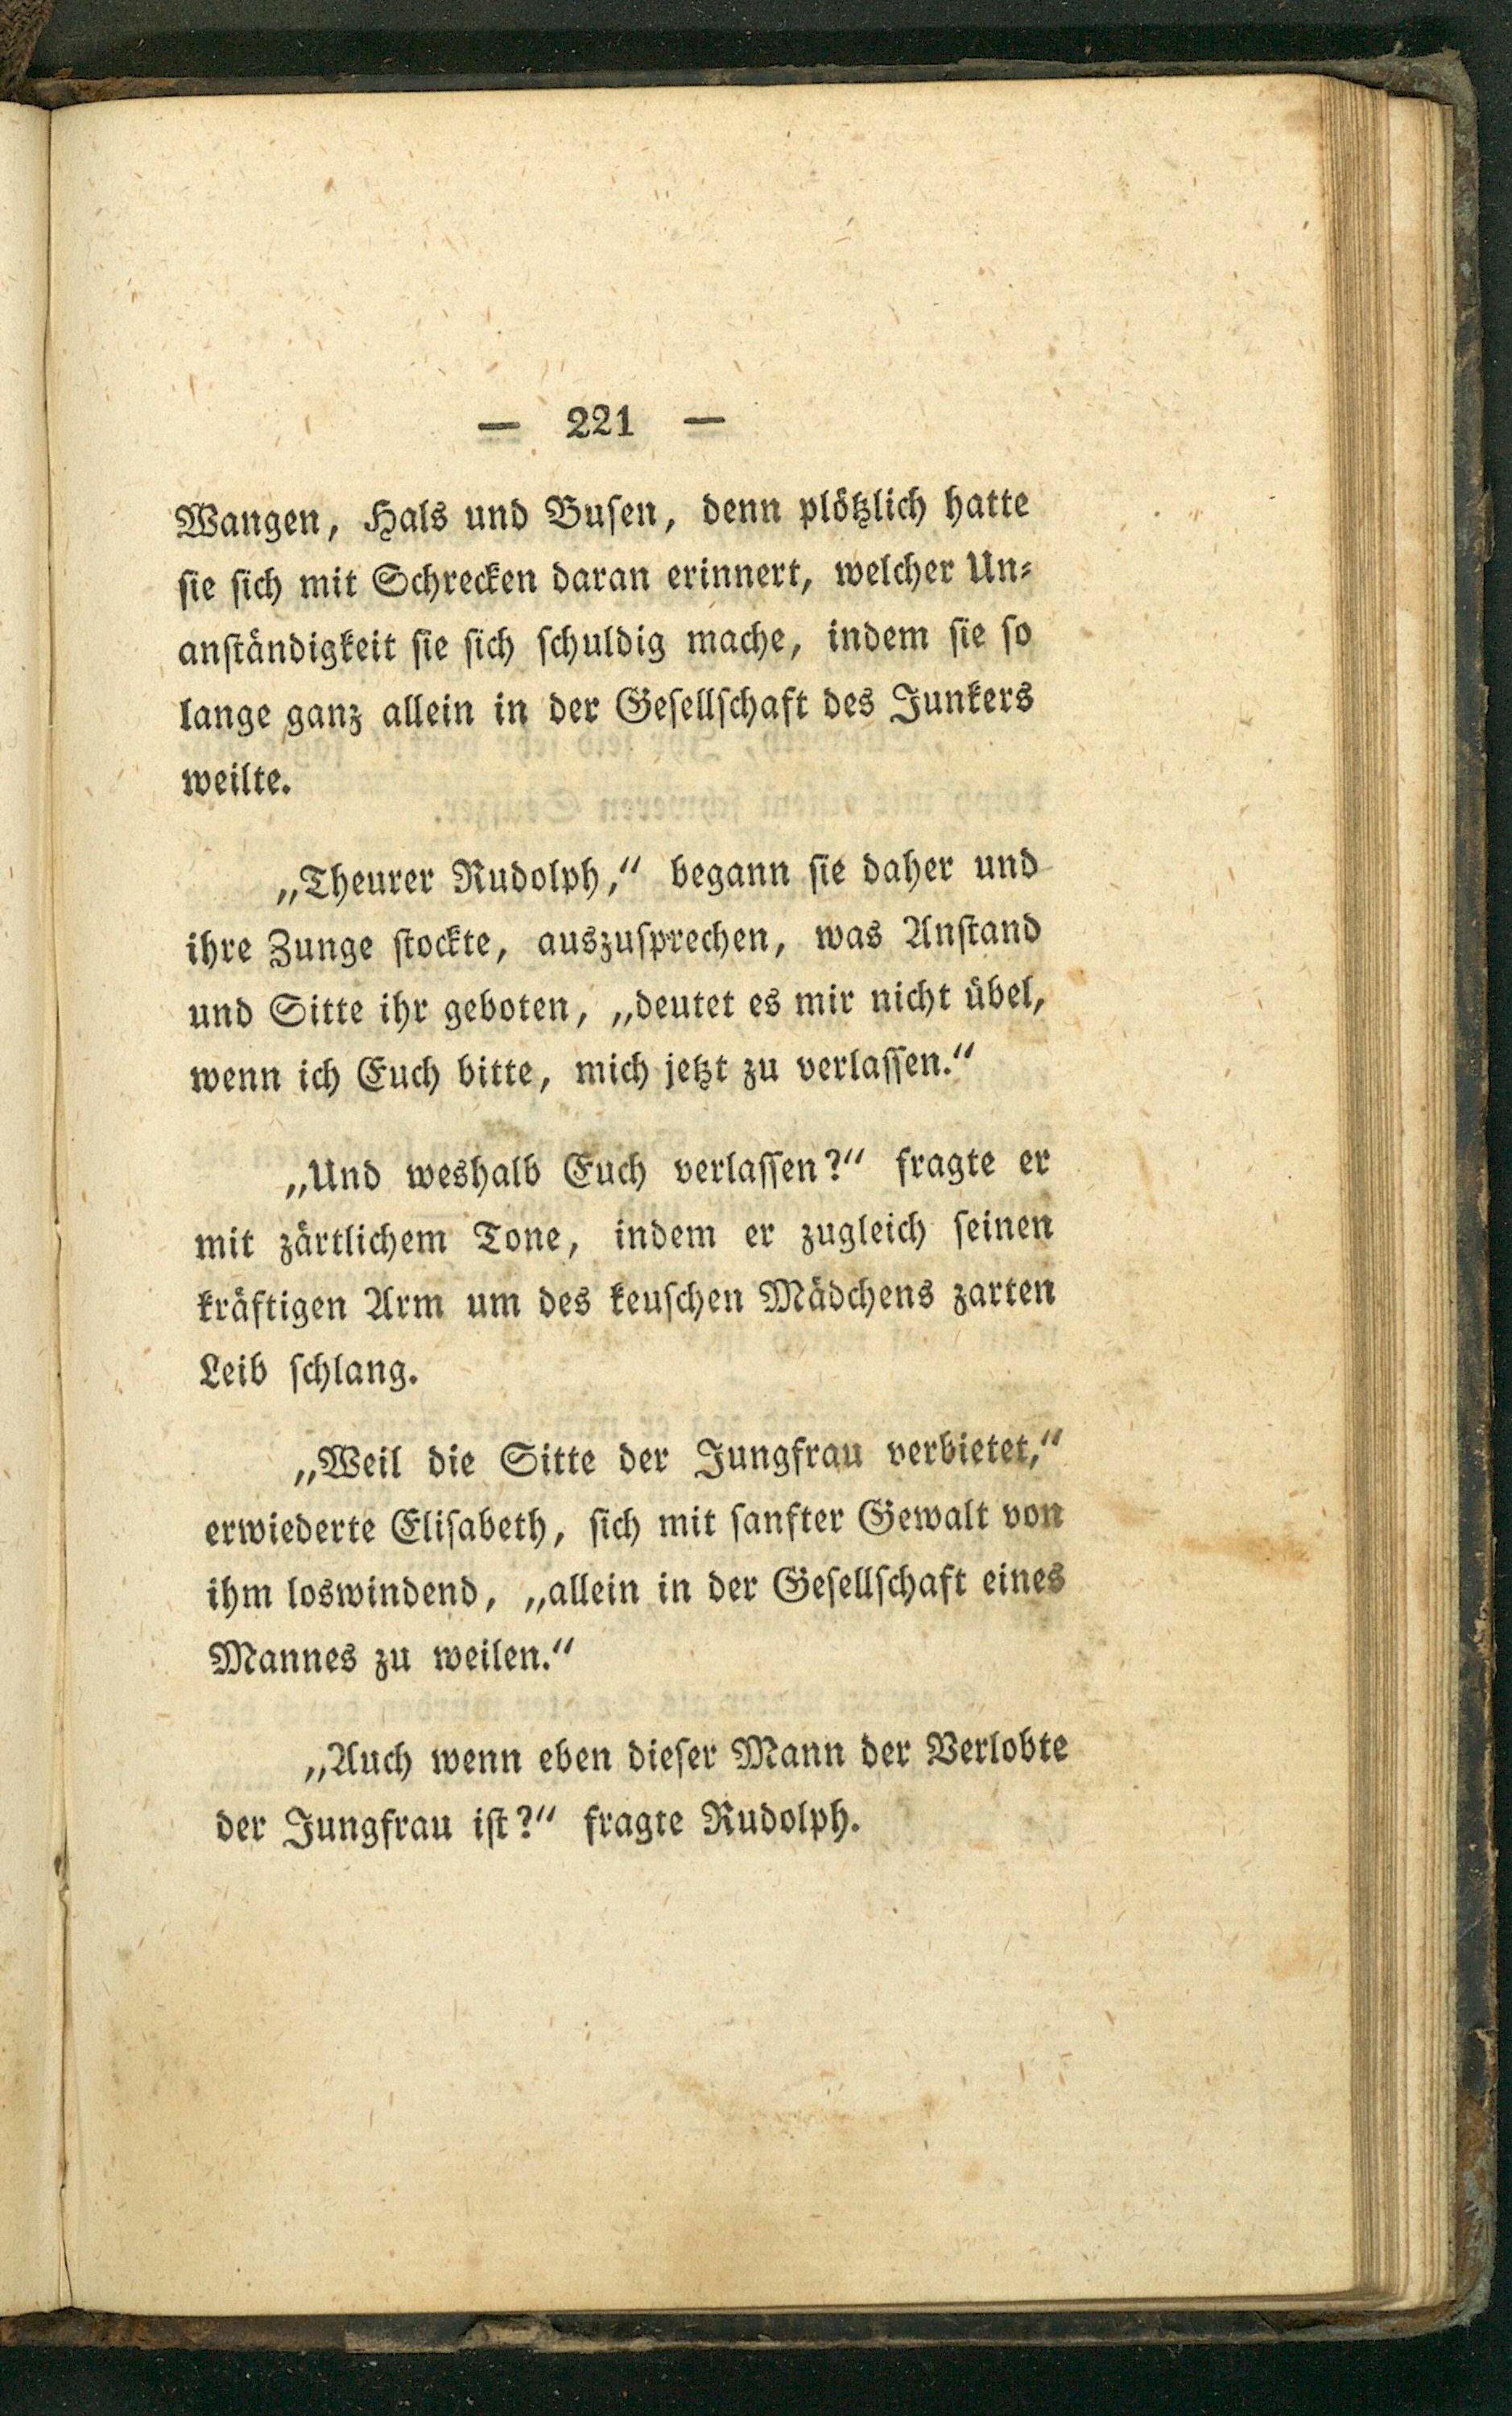 — 221 —
Wangen, Hals und Buſen, denn plötzlich hatte
ſie ſich mit Schrecken daran erinnert, welcher Un⸗
anſtändigkeit ſie ſich ſchuldig mache, indem ſie ſo
lange ganz allein in der Geſellſchaft des Junkers
weilte.
„Theurer Rudolph,“ begann ſie daher und
ihre Zunge ſtockte, auszuſprechen, was Anſtand
und Sitte ihr geboten, „deutet es mir nicht übel,
wenn ich Euch bitte, mich jetzt zu verlaſſen.“
„Und weshalb Euch verlaſſen?“ fragte er
mit zärtlichem Tone, indem er zugleich ſeinen
kräftigen Arm um des keuſchen Mädchens zarten
Leib ſchlang.
„Weil die Sitte der Jungfrau verbietet,“
erwiederte Eliſabeth, ſich mit ſanfter Gewalt von
ihm loswindend, „allein in der Geſellſchaft eines
Mannes zu weilen.“
„Auch wenn eben dieſer Mann der Verlobte
der Jungfrau iſt?“ fragte Rudolph.